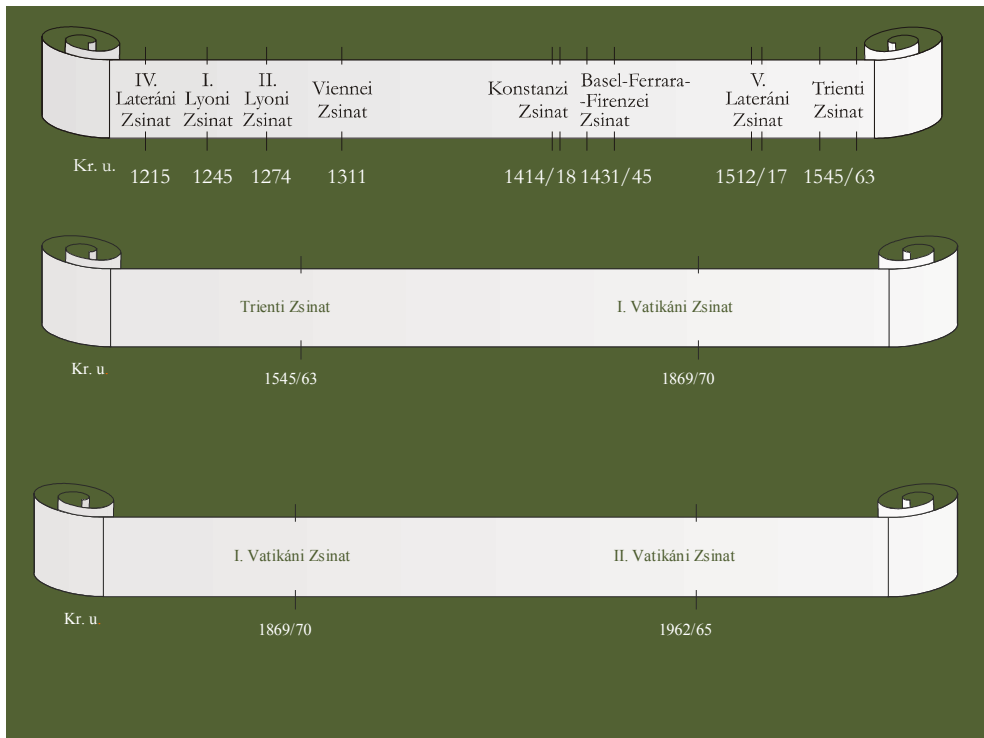 IV.
Lateráni
Zsinat
I.
Lyoni
Zsinat
II.
Lyoni
Zsinat
Viennei
Zsinat
Konstanzi
Zsinat
Basel-Ferrara-
-Firenzei
Zsinat
V.
Lateráni
Zsinat
Trienti
Zsinat
Kr. u.
1215 1245 1274 1311 1414/18 1431/45 1512/17 1545/63
Trienti Zsinat I. Vatikáni Zsinat
Kr. u.
1545/63 1869/70
I. Vatikáni Zsinat II. Vatikáni Zsinat
Kr. u.
1869/70 1962/65